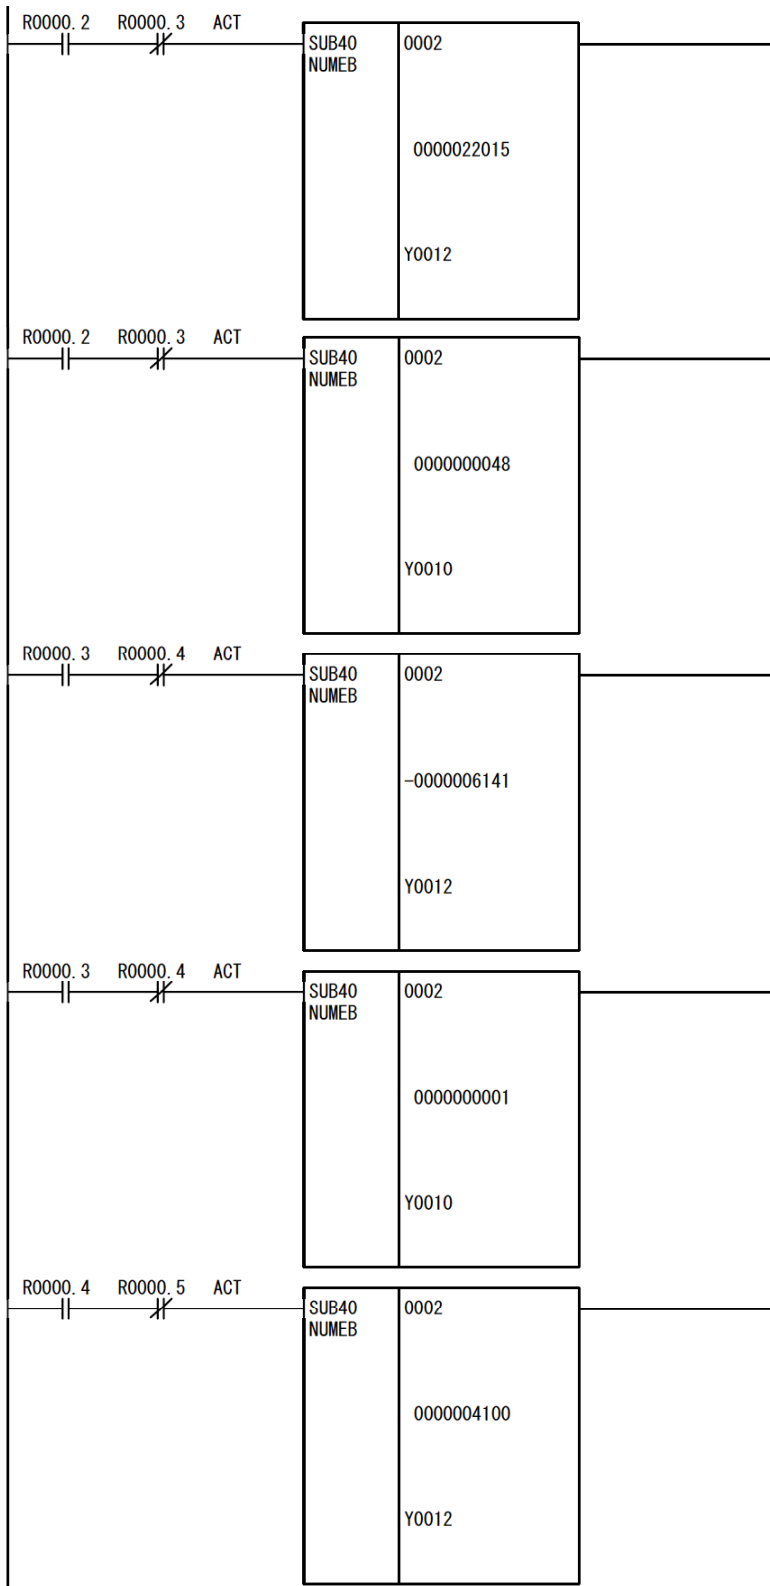 R0000. 2 R0000. 3 ACT
SUB40 0002
NUMEB
0000022015
Y0012
R0000. 2 R0000. 3 ACT
SUB40 0002
NUMEB
0000000048
Y0010
R0000. 3 R0000. 4 ACT
SUB40 0002
NUMEB
-0000006141
Y0012
R0000. 3 R0000. 4 ACT
SUB40 0002
NUMEB
0000000001
Y0010
R0000. 4 R0000. 5 ACT
SUB40 0002
NUMEB
0000004100
Y0012